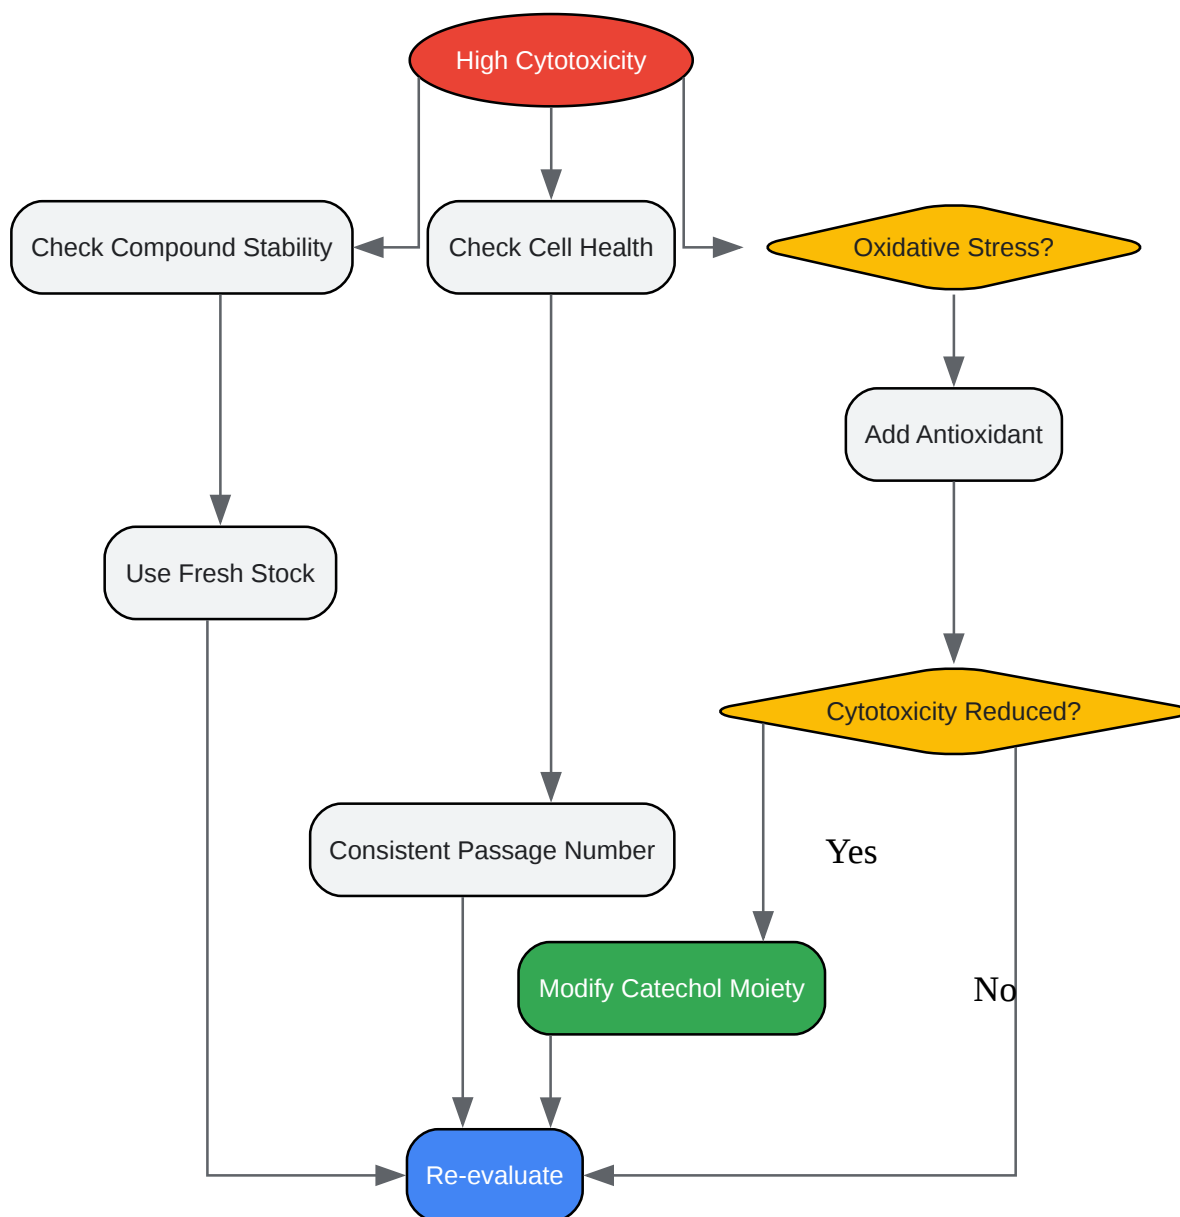 High Cytotoxicity
Check Compound Stability
Check Cell Health
Oxidative Stress?
Add Antioxidant
Use Fresh Stock
Cytotoxicity Reduced?
Consistent Passage Number
Yes
Modify Catechol Moiety
No
Re-evaluate